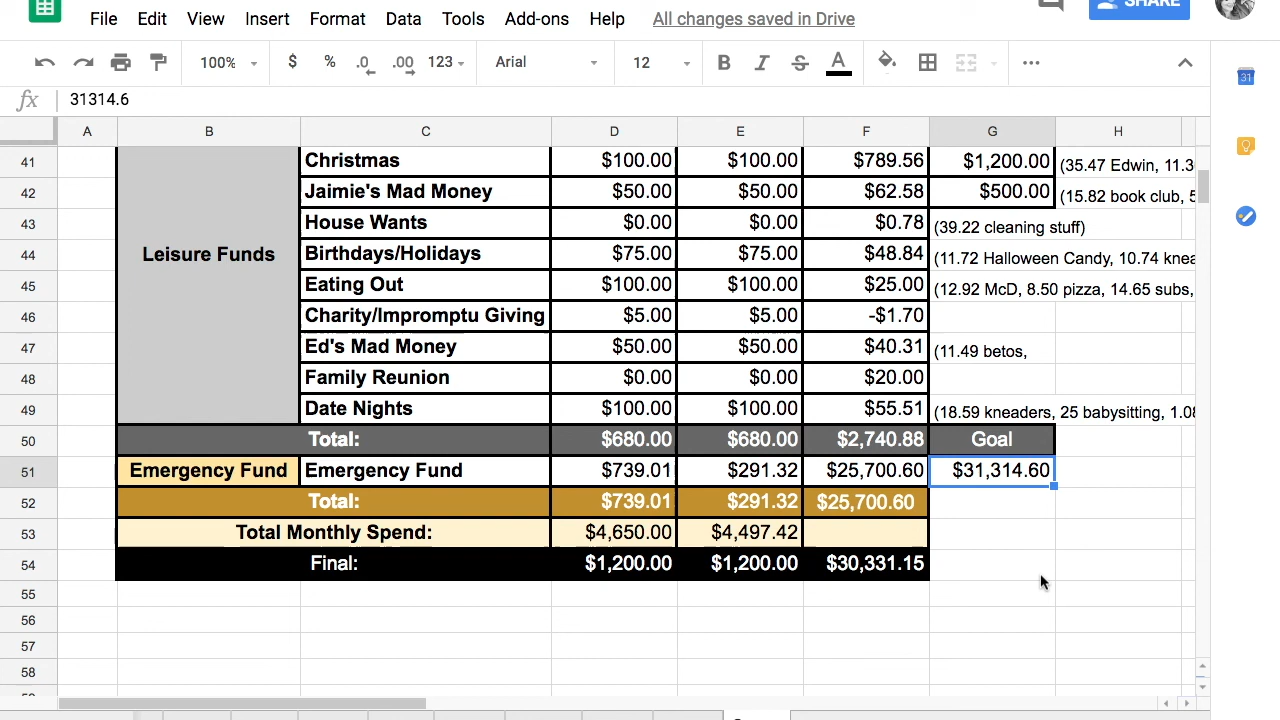 File Edit View Insert Format Data Tools Add-ons Help All changes saved in Drive SHARE
100% $ % .0 .00 123 Arial 12 B I S A 31
fx 31314.6
A B C D E F G H
41 Christmas $100.00 $100.00 $789.56 $1,200.00 (35.47 Edwin, 11.3
42 Jaimie's Mad Money $50.00 $50.00 $62.58 $500.00 (15.82 book club, 5
43 House Wants $0.00 $0.00 $0.78 (39.22 cleaning stuff)
44 Leisure Funds Birthdays/Holidays $75.00 $75.00 $48.84 (11.72 Halloween Candy, 10.74 knea
45 Eating Out $100.00 $100.00 $25.00 (12.92 McD, 8.50 pizza, 14.65 subs,
46 Charity/Impromptu Giving $5.00 $5.00 -$1.70
47 Ed's Mad Money $50.00 $50.00 $40.31 (11.49 betos,
48 Family Reunion $0.00 $0.00 $20.00
49 Date Nights $100.00 $100.00 $55.51 (18.59 kneaders, 25 babysitting, 1.08
50 Total: $680.00 $680.00 $2,740.88 Goal
51 Emergency Fund Emergency Fund $739.01 $291.32 $25,700.60 $31,314.60
52 Total: $739.01 $291.32 $25,700.60
53 Total Monthly Spend: $4,650.00 $4,497.42
54 Final: $1,200.00 $1,200.00 $30,331.15
55
56
57
58